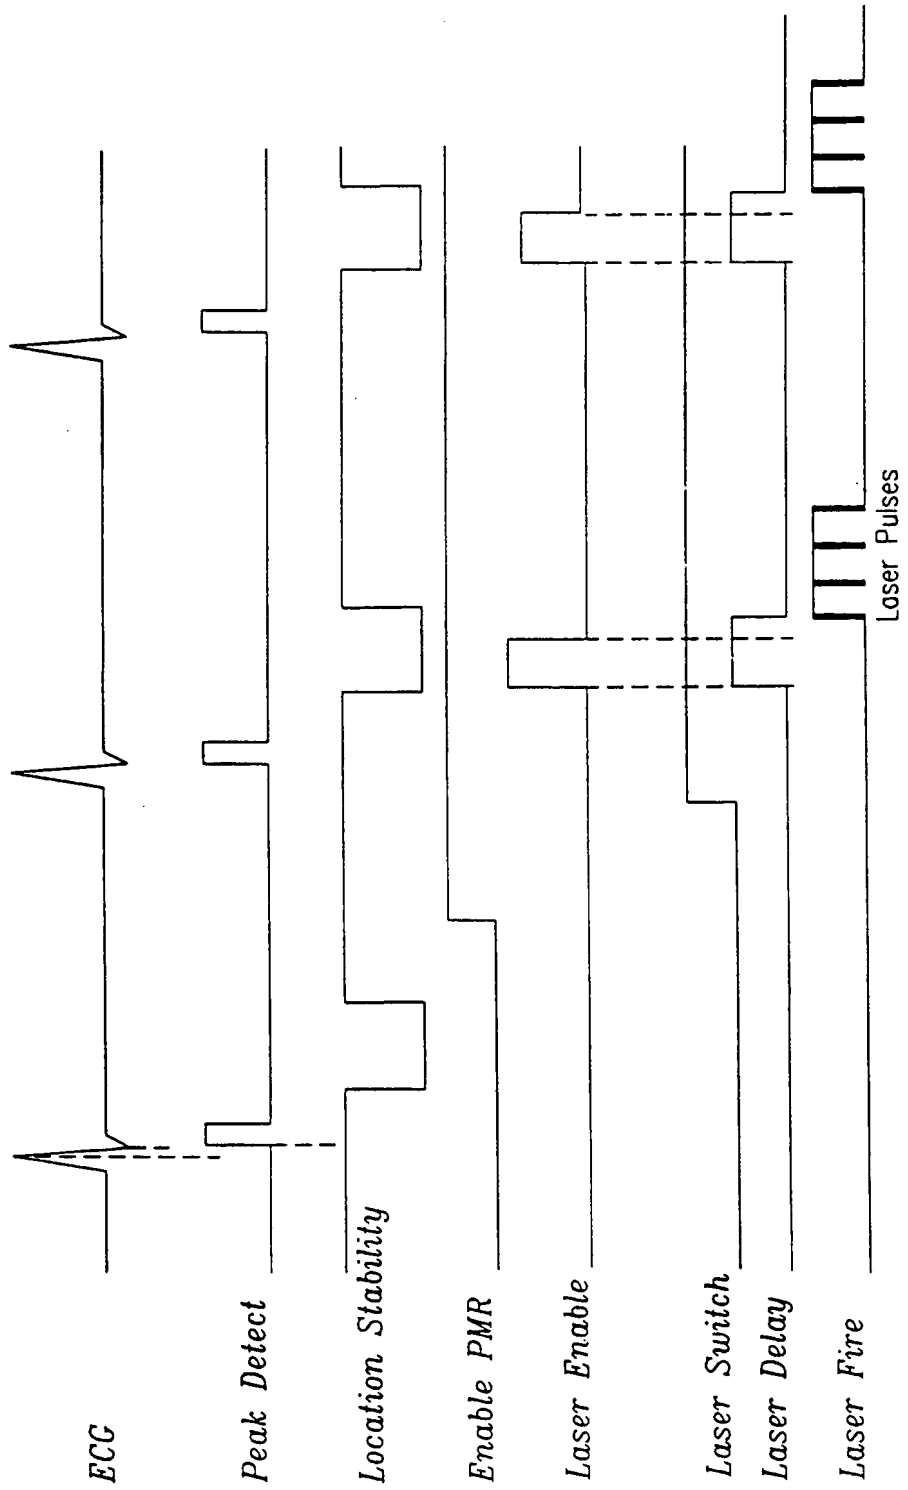 ECG
Peak Detect
Location Stability
Enable PMR
Laser Enable
Laser Switch
Laser Delay
Laser Fire
Laser Pulses